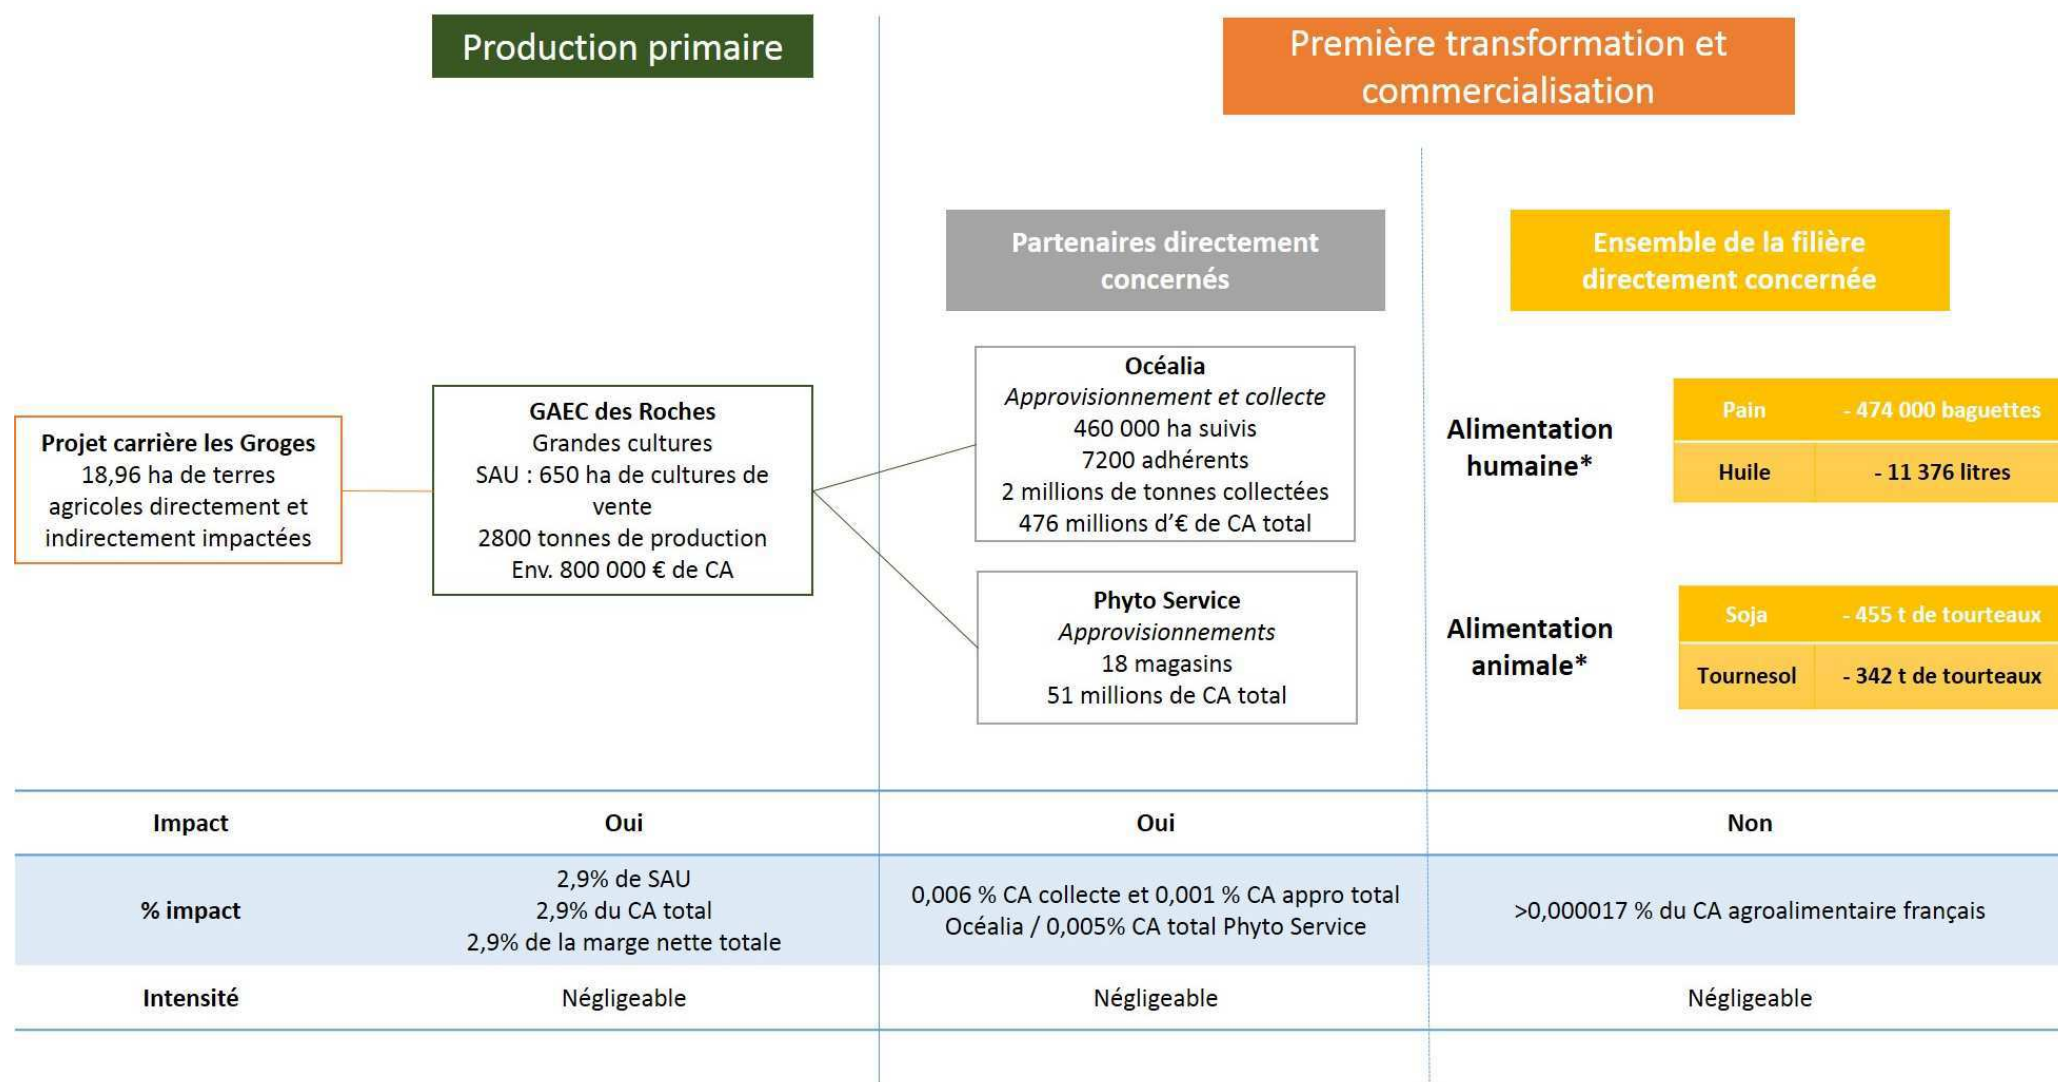 Production primaire
Première transformation et
commercialisation
Partenaires directement
concernés
Ensemble de la filière
directement concernée
Projet carrière les Groges
18,96 ha de terres
agricoles directement et
indirectement impactées
GAEC des Roches
Grandes cultures
SAU : 650 ha de cultures de
vente
2800 tonnes de production
Env. 800 000 € de CA
Océalia
Approvisionnement et collecte
460 000 ha suivis
7200 adhérents
2 millions de tonnes collectées
476 millions d'€ de CA total
Phyto Service
Approvisionnements
18 magasins
51 millions de CA total
Alimentation
humaine*
Pain - 474 000 baguettes
Huile - 11 376 litres
Alimentation
animale*
Soja - 455 t de tourteaux
Tournesol - 342 t de tourteaux
Impact Oui Oui Non
% impact
2,9% de SAU
2,9% du CA total
2,9% de la marge nette totale
0,006 % CA collecte et 0,001 % CA appro total
Océalia / 0,005% CA total Phyto Service
>0,000017 % du CA agroalimentaire français
Intensité Négligeable Négligeable Négligeable